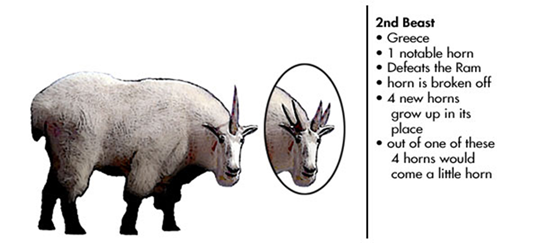 2nd Beast
• Greece
• 1 notable horn
• Defeats the Ram
• horn is broken off
• 4 new horns
grow up in its
place
• out of one of these
4 horns would
come a little horn